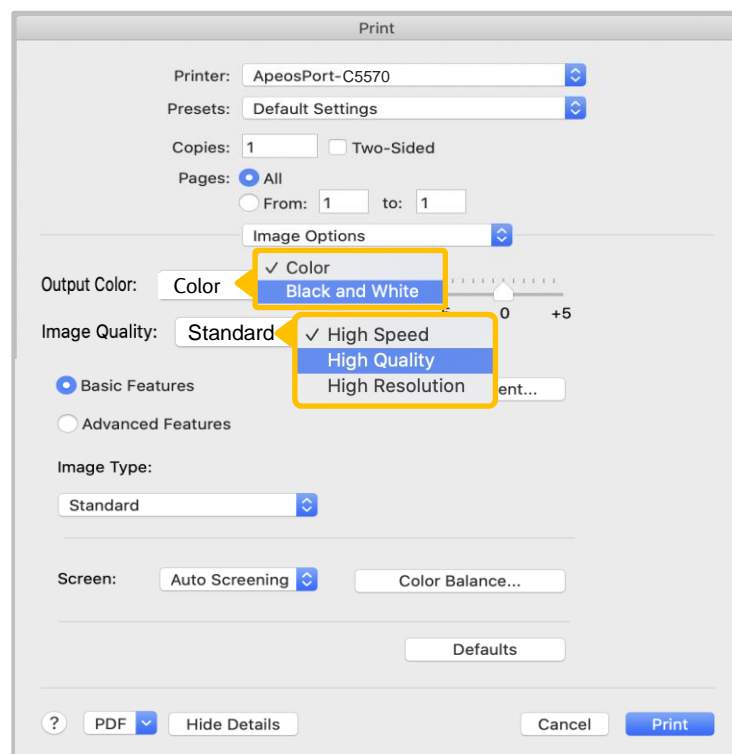 Print
Printer: ApeosPort-C5570
Presets: Default Settings
Copies: 1 Two-Sided
Pages: All
From: 1 to: 1
Image Options
Output Color: Color ✓ Color
Black and White
0 +5
Image Quality: Standard ✓ High Speed
High Quality
High Resolution
Basic Features ent...
Advanced Features
Image Type:
Standard
Screen: Auto Screening Color Balance...
Defaults
? PDF Hide Details Cancel Print